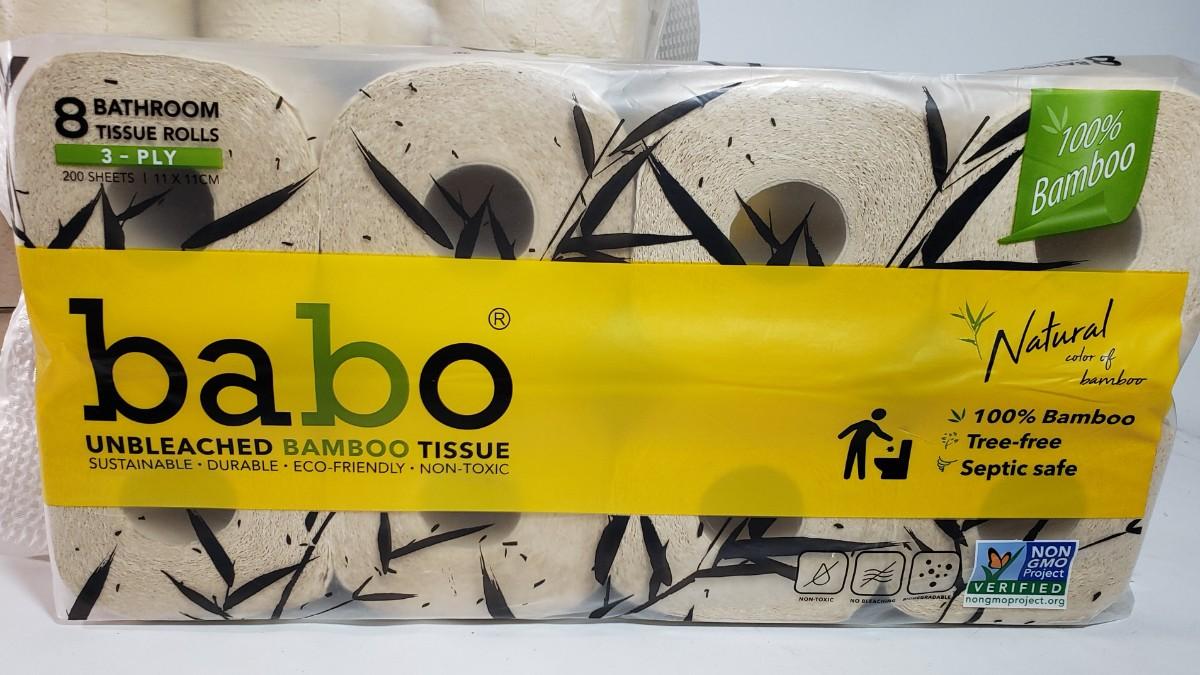 8 BATHROOM
TISSUE ROLLS
3 - PLY
200 SHEETS | 11 X 11CM
100%
Bamboo
babo®
UNBLEACHED BAMBOO TISSUE
SUSTAINABLE · DURABLE · ECO-FRIENDLY · NON-TOXIC
Natural
color of
bamboo
100% Bamboo
Tree-free
Septic safe
NON-TOXIC
NO BLEACHING
BIODEGRADABLE
NON
GMO
Project
VERIFIED
nongmoproject.org